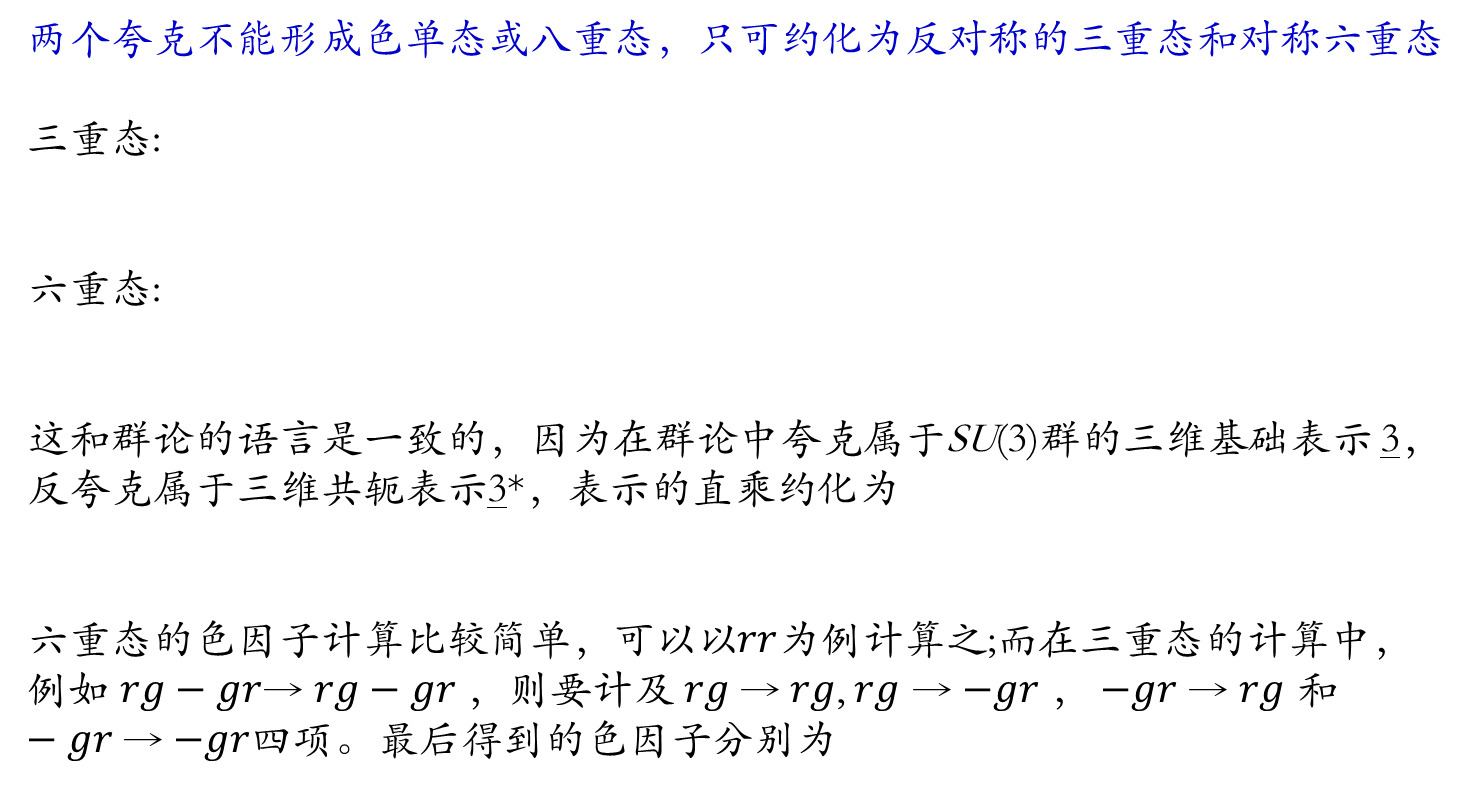 两个夸克不能形成色单态或八重态，只可约化为反对称的三重态和对称六重态
三重态:
六重态:
这和群论的语言是一致的，因为在群论中夸克属于SU(3)群的三维基础表示 3，
反夸克属于三维共轭表示3*，表示的直乘约化为
六重态的色因子计算比较简单，可以以rr为例计算之;而在三重态的计算中，
例如 rg − gr→ rg − gr ，则要计及 rg → rg, rg → −gr ， −gr → rg 和
− gr → −gr四项。最后得到的色因子分别为